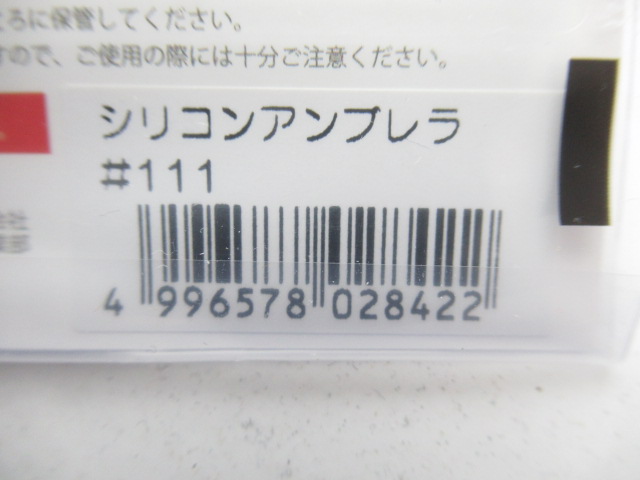 ろに保管してください。
すので、ご使用の際には十分ご注意ください。
シリコンアンブレラ
#111
4 996578 028422